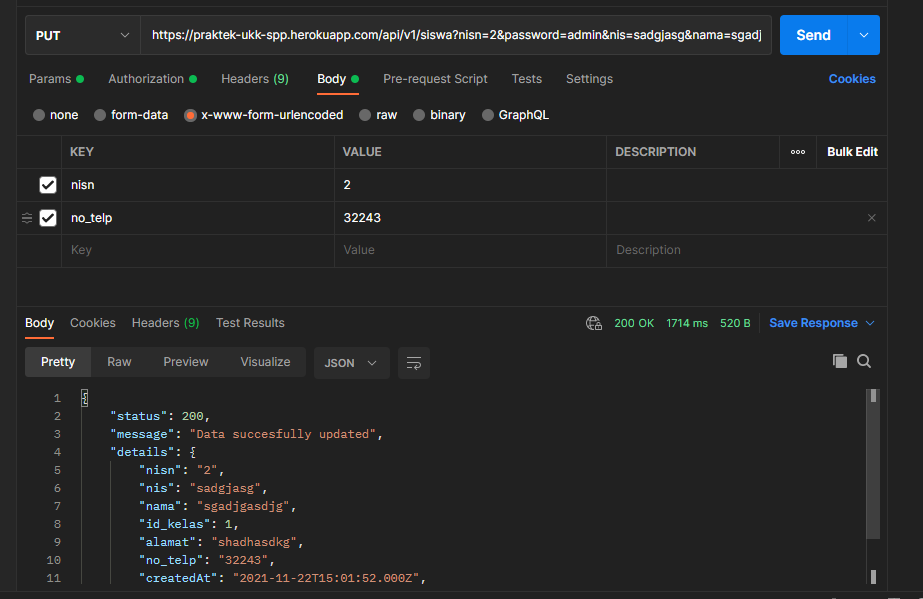 PUT https://praktek-ukk-spp.herokuapp.com/api/v1/siswa?nisn=2&password=admin&nis=sadgjasg&nama=sgadj Send
Params Authorization Headers (9) Body Pre-request Script Tests Settings Cookies
none form-data x-www-form-urlencoded raw binary GraphQL
KEY VALUE DESCRIPTION Bulk Edit
nisn 2
no_telp 32243
Key Value Description
Body Cookies Headers (9) Test Results 200 OK 1714 ms 520 B Save Response
Pretty Raw Preview Visualize JSON
1 {
2 "status": 200,
3 "message": "Data succesfully updated",
4 "details": {
5 "nisn": "2",
6 "nis": "sadgjasg",
7 "nama": "sgadjgasdjg",
8 "id_kelas": 1,
9 "alamat": "shadhasdkg",
10 "no_telp": "32243",
11 "createdAt": "2021-11-22T15:01:52.000Z",